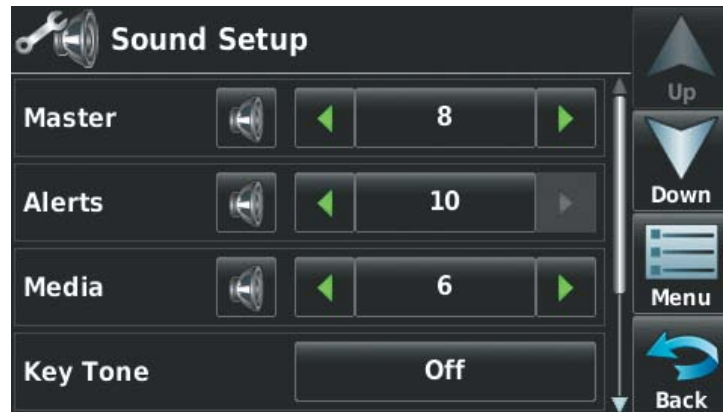 Sound Setup
Up
Master 8
Alerts 10
Down
Media 6
Menu
Key Tone Off
Back